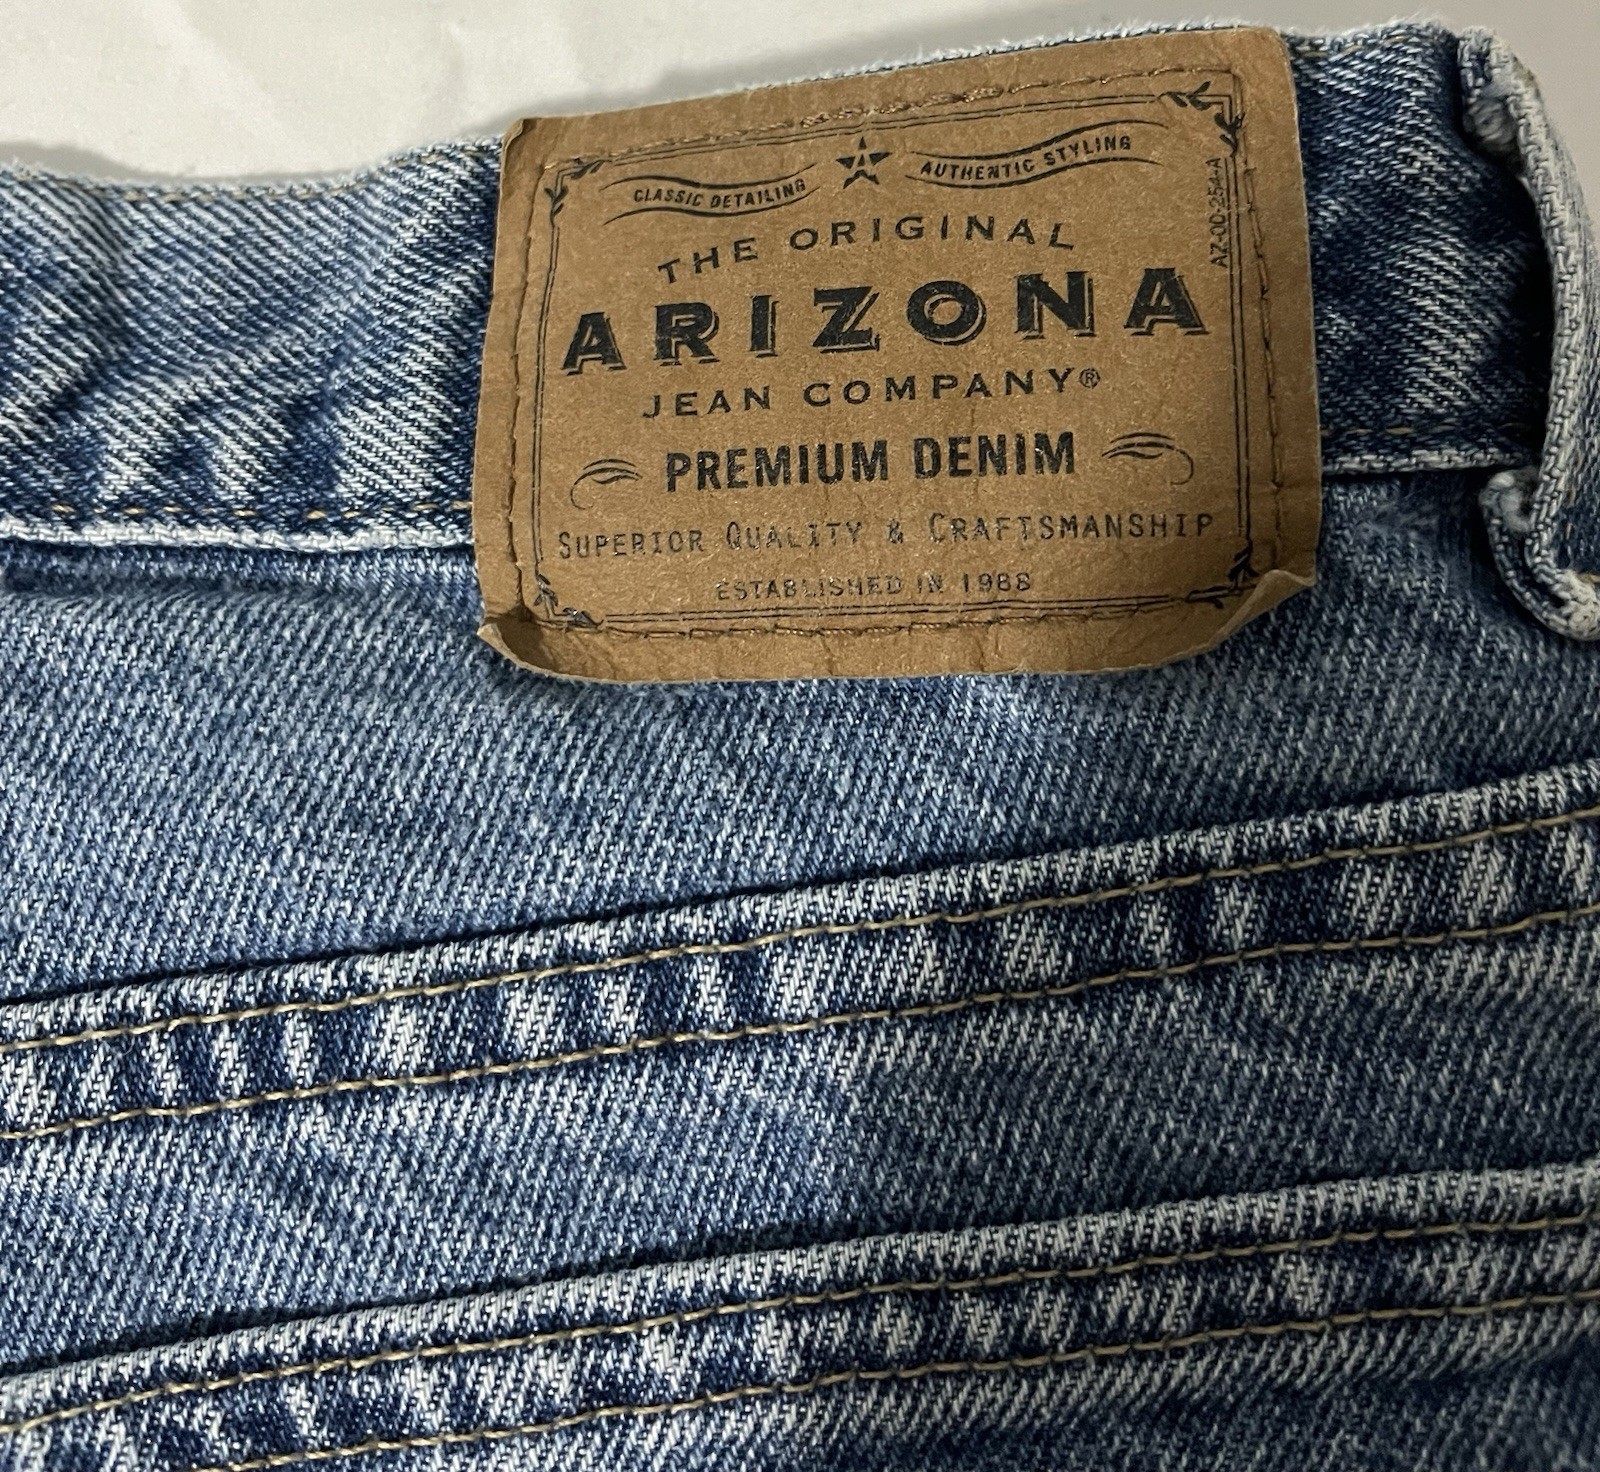 CLASSIC DETAILING
AUTHENTIC STYLING
AZ-00-254-A
THE ORIGINAL
ARIZONA
JEAN COMPANY®
PREMIUM DENIM
SUPERIOR QUALITY & CRAFTSMANSHIP
ESTABLISHED IN 1988